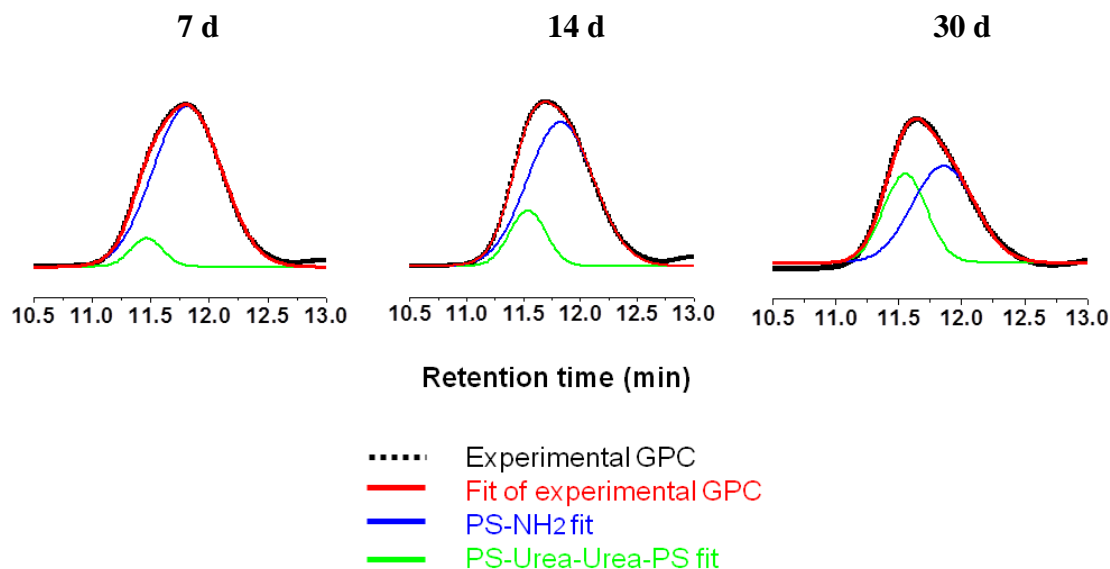 7 d 14 d 30 d
10.5 11.0 11.5 12.0 12.5 13.0 10.5 11.0 11.5 12.0 12.5 13.0 10.5 11.0 11.5 12.0 12.5 13.0
Retention time (min)
Experimental GPC
Fit of experimental GPC
PS-NH2 fit
PS-Urea-Urea-PS fit